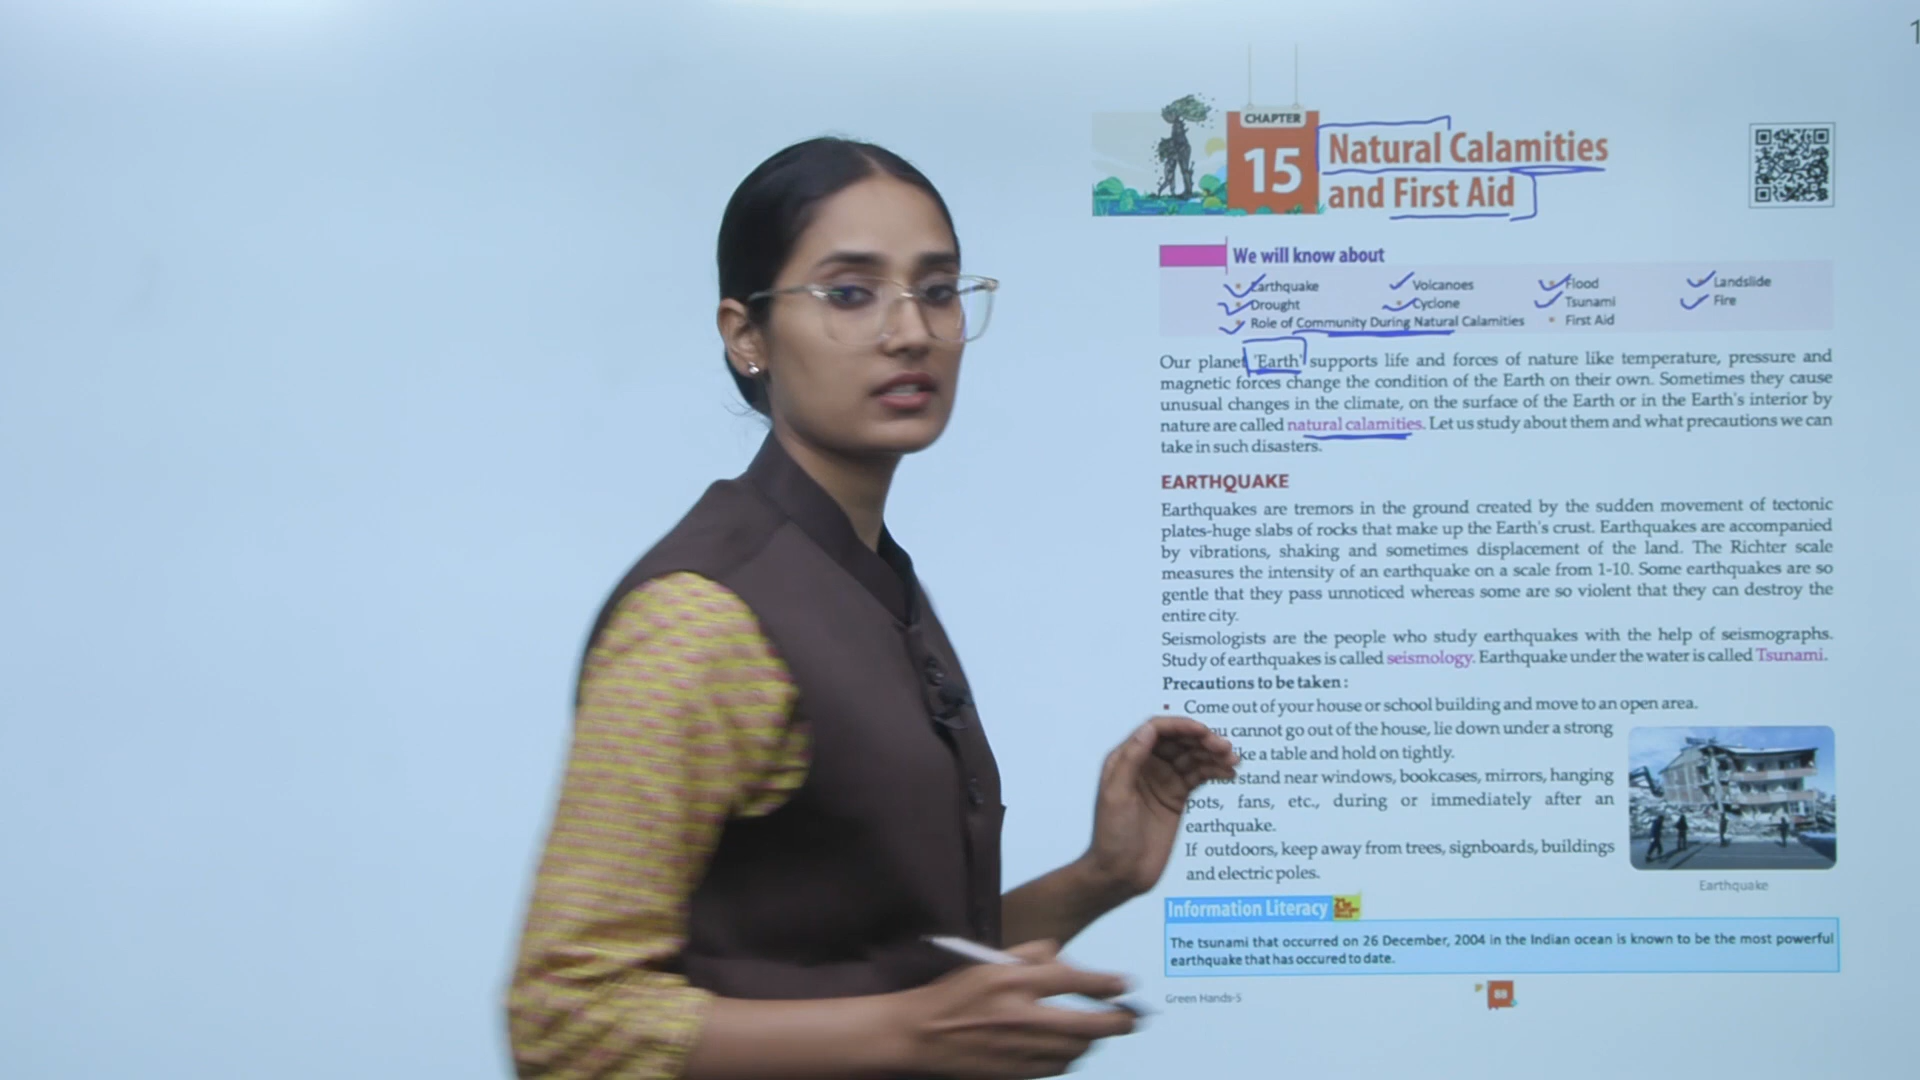 1
CHAPTER
15
Natural Calamities
and First Aid
We will know about
Earthquake Volcanoes Flood Landslide
Drought Cyclone Tsunami Fire
Role of Community During Natural Calamities First Aid
Our planet 'Earth' supports life and forces of nature like temperature, pressure and
magnetic forces change the condition of the Earth on their own. Sometimes they cause
unusual changes in the climate, on the surface of the Earth or in the Earth's interior by
nature are called natural calamities. Let us study about them and what precautions we can
take in such disasters.
EARTHQUAKE
Earthquakes are tremors in the ground created by the sudden movement of tectonic
plates-huge slabs of rocks that make up the Earth's crust. Earthquakes are accompanied
by vibrations, shaking and sometimes displacement of the land. The Richter scale
measures the intensity of an earthquake on a scale from 1-10. Some earthquakes are so
gentle that they pass unnoticed whereas some are so violent that they can destroy the
entire city.
Seismologists are the people who study earthquakes with the help of seismographs.
Study of earthquakes is called seismology. Earthquake under the water is called Tsunami.
Precautions to be taken :
Come out of your house or school building and move to an open area.
cannot go out of the house, lie down under a strong
a table and hold on tightly.
stand near windows, bookcases, mirrors, hanging
pots, fans, etc., during or immediately after an
earthquake.
If outdoors, keep away from trees, signboards, buildings
and electric poles.
Earthquake
Information Literacy
The tsunami that occurred on 26 December, 2004 in the Indian ocean is known to be the most powerful
earthquake that has occured to date.
Green Hands-5
88